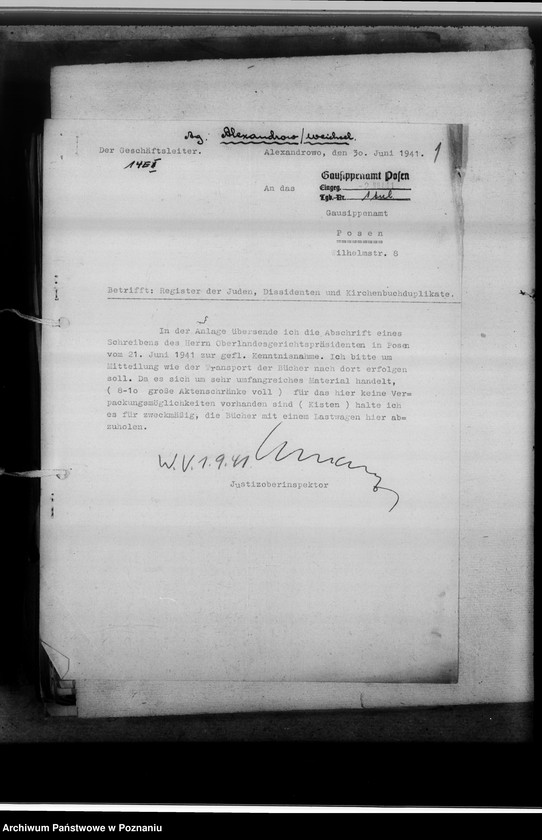 Ag. Alexandrowo/weichsel.
Der Geschäftsleiter.
Alexandrowo, den 30. Juni 1941.
1
14EI
An das
Gausippenamt Posen
Eingeg.
Tgb.-Nr.
Gausippenamt
Posen
Wilhelmstr. 8
Betrifft: Register der Juden, Dissidenten und Kirchenbuchduplikate.
In der Anlage übersende ich die Abschrift eines
Schreibens des Herrn Oberlandesgerichtspräsidenten in Posen
vom 21. Juni 1941 zur gefl. Kenntnisnahme. Ich bitte um
Mitteilung wie der Transport der Bücher nach dort erfolgen
soll. Da es sich um sehr umfangreiches Material handelt,
( 8-10 große Aktenschränke voll ) für das hier keine Ver=
packungsmöglichkeiten vorhanden sind ( Kisten ) halte ich
es für zweckmäßig, die Bücher mit einem Lastwagen hier ab=
zuholen.
W.V. 1.9.41
Justizoberinspektor
Archiwum Państwowe w Poznaniu